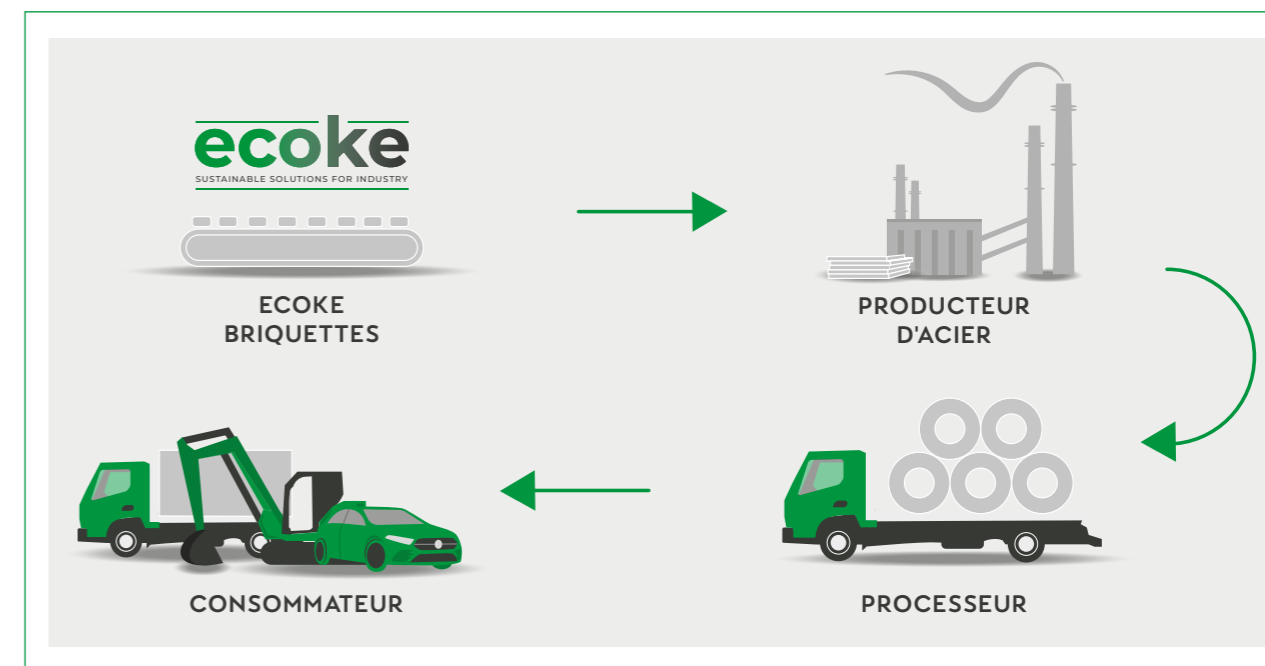 ecoke
SUSTAINABLE SOLUTIONS FOR INDUSTRY
ECOKE
BRIQUETTES
PRODUCTEUR
D'ACIER
CONSOMMATEUR
PROCESSEUR